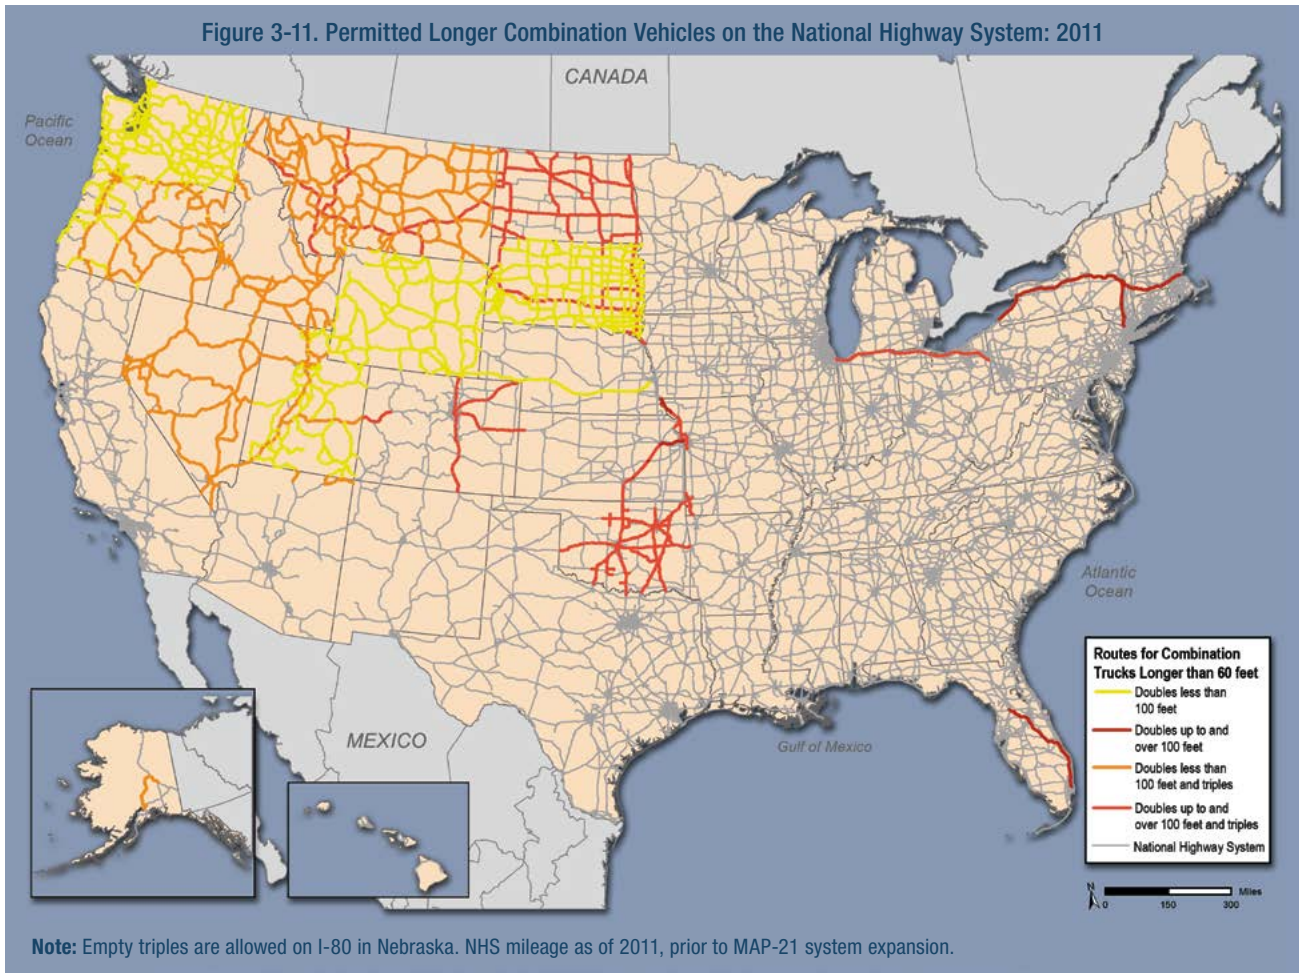 Figure 3-11. Permitted Longer Combination Vehicles on the National Highway System: 2011
CANADA
Pacific
Ocean
Atlantic
Ocean
MEXICO
Gulf of Mexico
Routes for Combination
Trucks Longer than 60 feet
Doubles less than
100 feet
Doubles up to and
over 100 feet
Doubles less than
100 feet and triples
Doubles up to and
over 100 feet and triples
National Highway System
N
Miles
0 150 300
Note: Empty triples are allowed on I-80 in Nebraska. NHS mileage as of 2011, prior to MAP-21 system expansion.